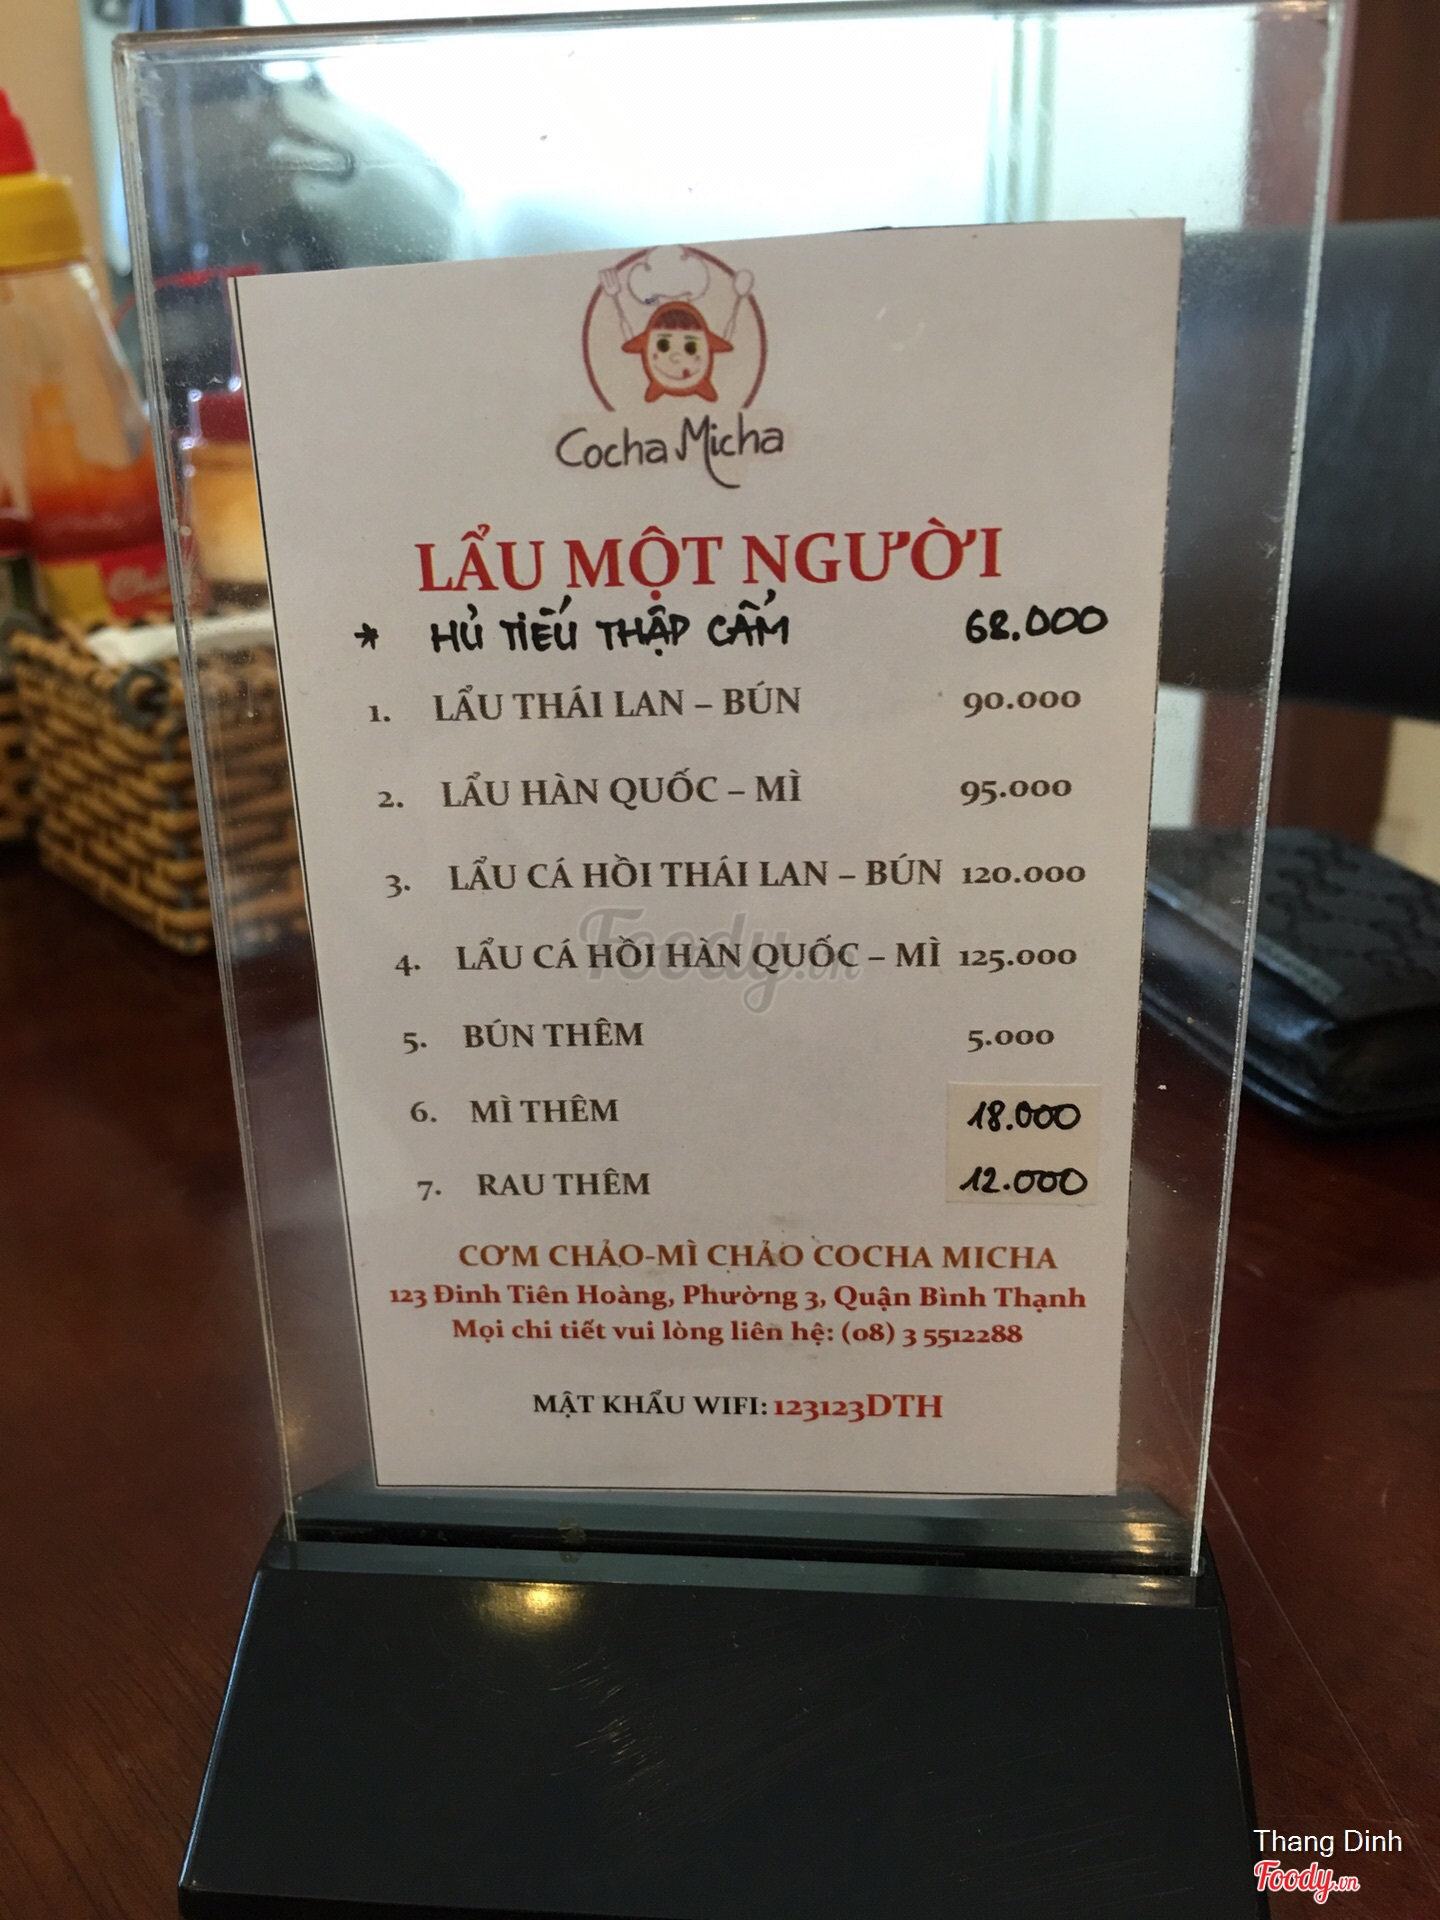 Cocha Micha
LẨU MỘT NGƯỜI
* HỦ TIẾU THẬP CẨM 68.000
1. LẨU THÁI LAN – BÚN 90.000
2. LẨU HÀN QUỐC – MÌ 95.000
3. LẨU CÁ HỒI THÁI LAN – BÚN 120.000
4. LẨU CÁ HỒI HÀN QUỐC – MÌ 125.000
Foody.vn
5. BÚN THÊM 5.000
6. MÌ THÊM 18.000
7. RAU THÊM 12.000
CƠM CHẢO-MÌ CHẢO COCHA MICHA
123 Đinh Tiên Hoàng, Phường 3, Quận Bình Thạnh
Mọi chi tiết vui lòng liên hệ: (08) 3 5512288
MẬT KHẨU WIFI: 123123DTH
Thang Dinh
Foody.vn